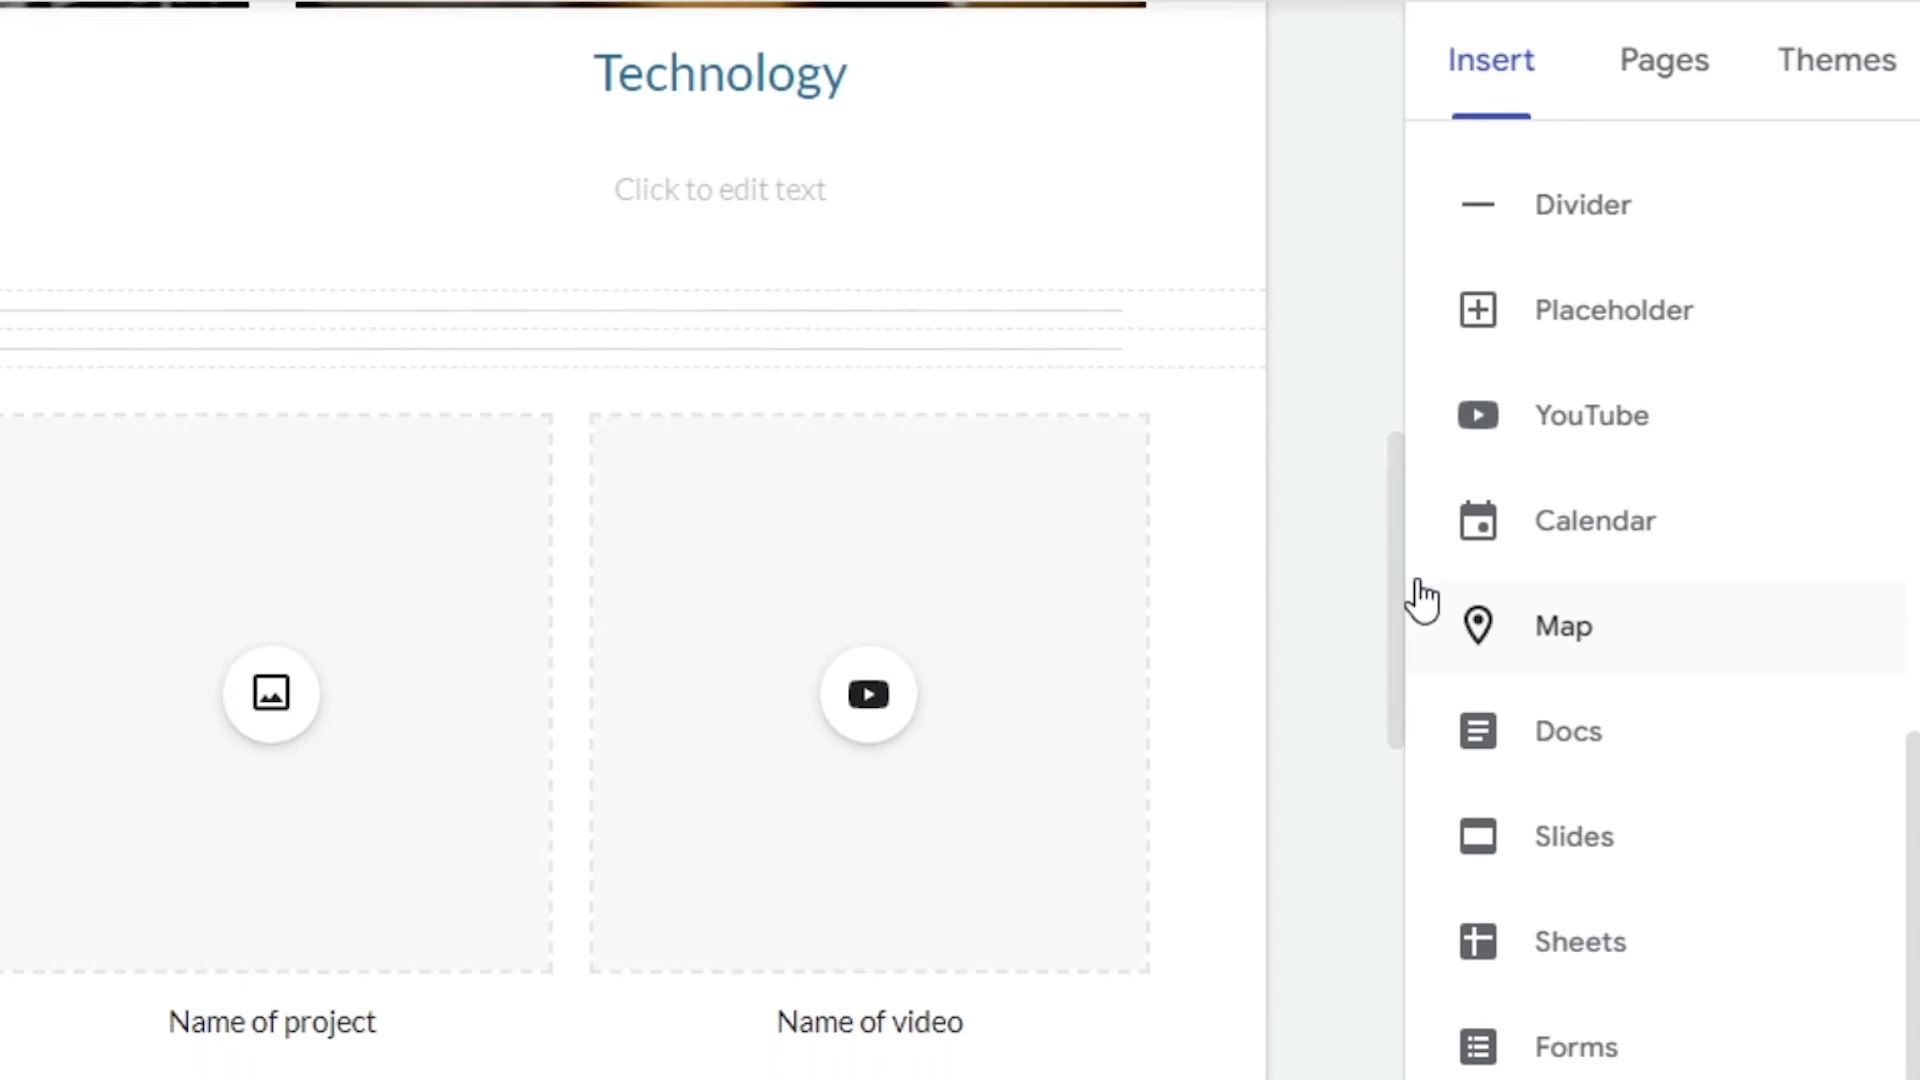 Technology
Click to edit text
Name of project
Name of video
Insert
Pages
Themes
Divider
Placeholder
YouTube
Calendar
Map
Docs
Slides
Sheets
Forms